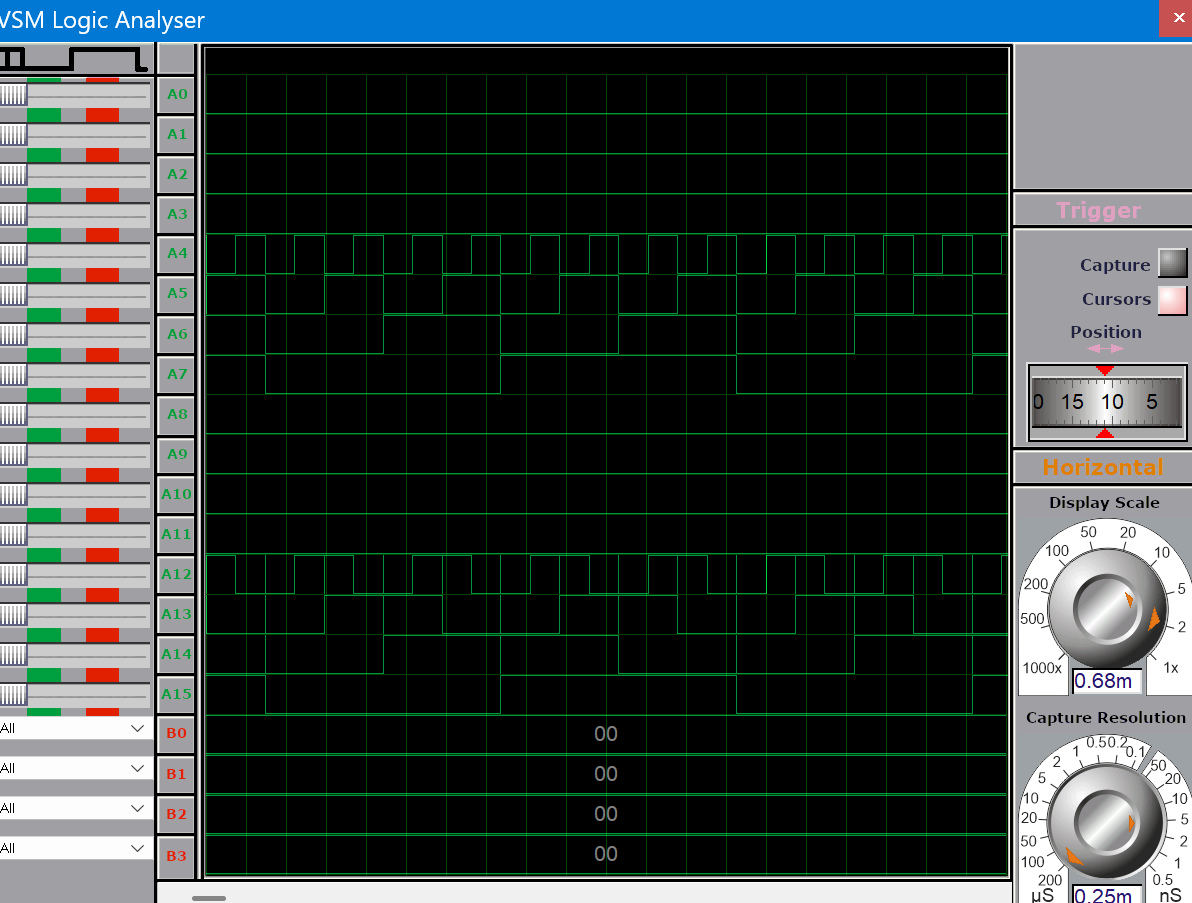 VSM Logic Analyser
A0
A1
A2
A3
A4
A5
A6
A7
A8
A9
A10
A11
A12
A13
A14
A15
B0
B1
B2
B3
All
All
All
All
00
00
00
00
Trigger
Capture
Cursors
Position
0 15 10 5
Horizontal
Display Scale
1000x 500 200 100 50 20 10 5 2 1x
0.68m
Capture Resolution
200 100 50 20 10 5 2 1 0.5 0.2 0.1 50 20 10 5 2 1 0.5
µS 0.25m nS